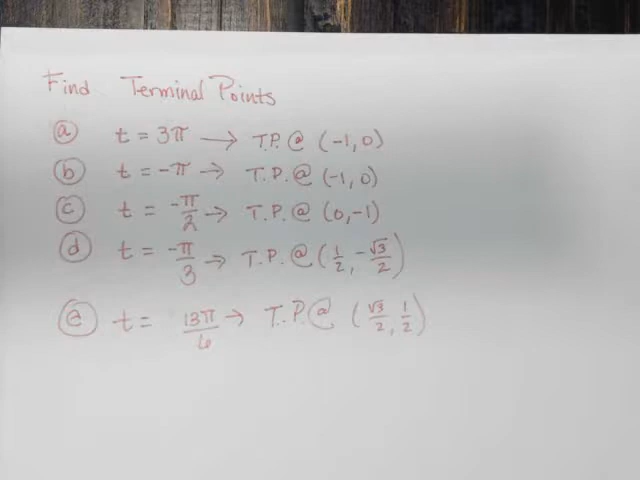 Find Terminal Points
ⓐ t = 3π → T.P. @ (-1, 0)
ⓑ t = -π → T.P. @ (-1, 0)
ⓒ t = -π/2 → T.P. @ (0, -1)
ⓓ t = -π/3 → T.P. @ (1/2, -√3/2)
ⓔ t = 13π/6 → T.P. @ (√3/2, 1/2)